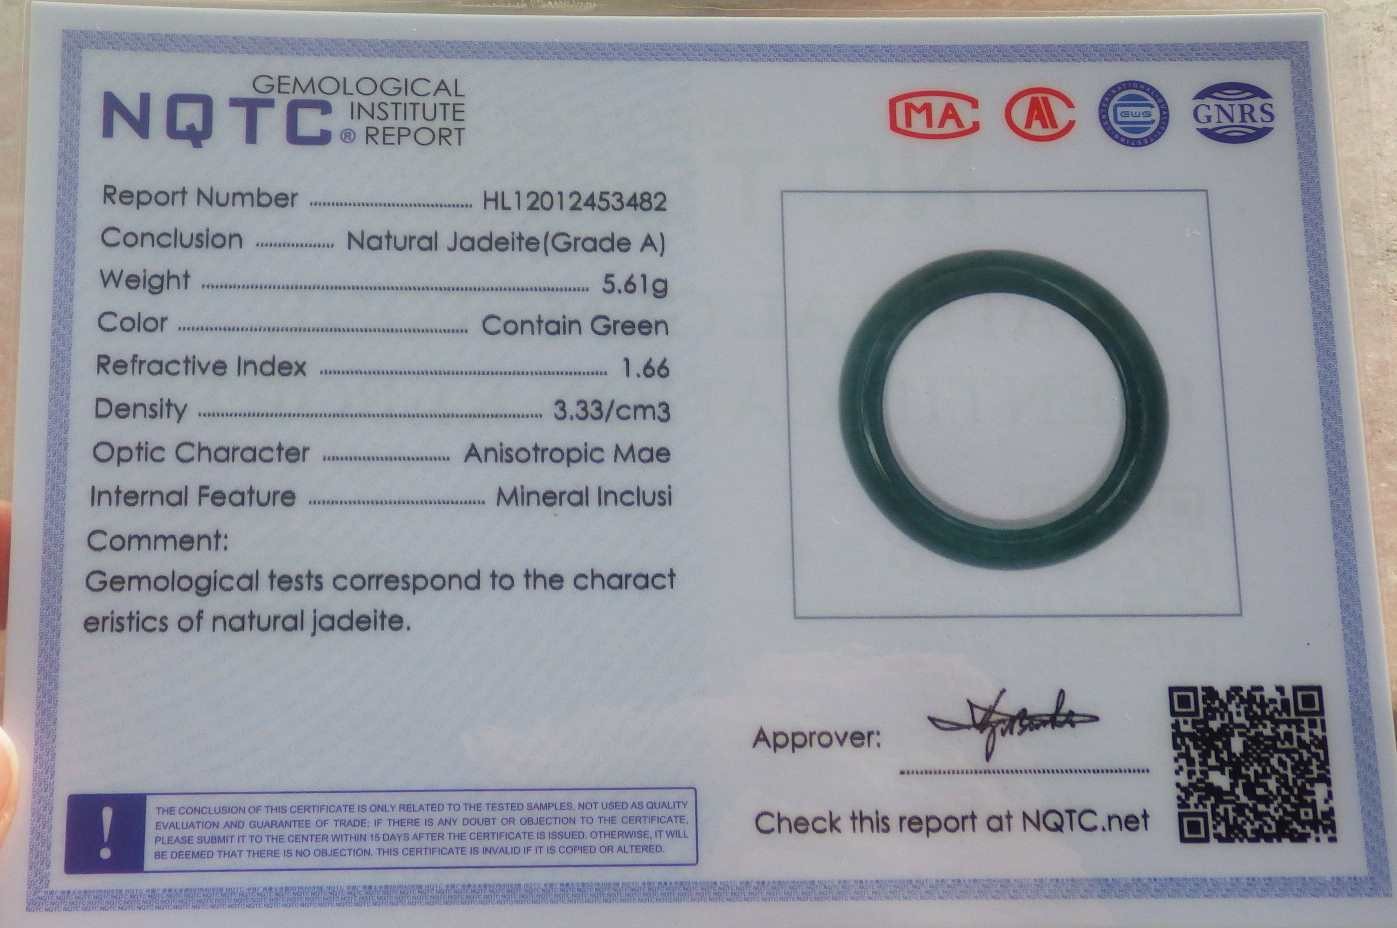 GEMOLOGICAL
NQTC® INSTITUTE
REPORT
MA
AL
CWG
GNRS
Report Number ........................ HL12012453482
Conclusion ............ Natural Jadeite(Grade A)
Weight ........................ 5.61g
Color ........................ Contain Green
Refractive Index ........................ 1.66
Density ........................ 3.33/cm3
Optic Character ........................ Anisotropic Mae
Internal Feature ........................ Mineral Inclusi
Comment:
Gemological tests correspond to the charact
eristics of natural jadeite.
Approver:
Check this report at NQTC.net
! THE CONCLUSION OF THIS CERTIFICATE IS ONLY RELATED TO THE TESTED SAMPLES, NOT USED AS QUALITY
EVALUATION AND GUARANTEE OF TRADE; IF THERE IS ANY DOUBT OR OBJECTION TO THE CERTIFICATE,
PLEASE SUBMIT IT TO THE CENTER WITHIN 15 DAYS AFTER THE CERTIFICATE IS ISSUED. OTHERWISE, IT WILL
BE DEEMED THAT THERE IS NO OBJECTION. THIS CERTIFICATE IS INVALID IF IT IS COPIED OR ALTERED.